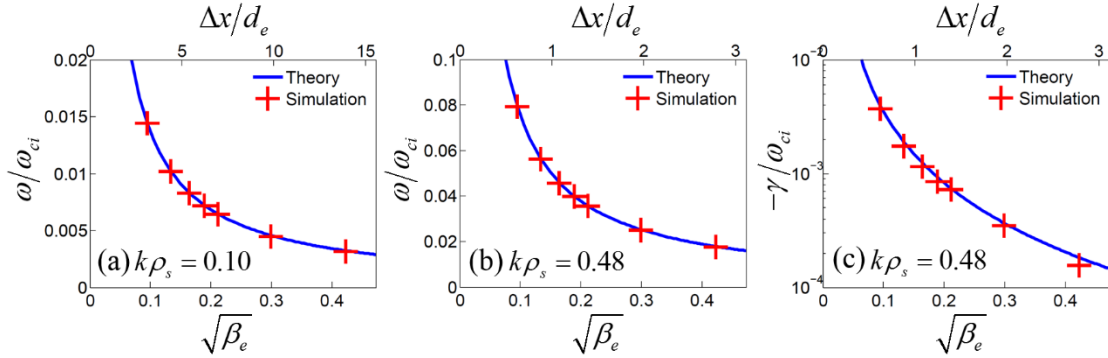 Δx/d_e
0 5 10 15
0.02
0.015
0.01
0.005
0
ω/ω_ci
Theory
Simulation
(a) kρ_s = 0.10
0 0.1 0.2 0.3 0.4
√β_e
Δx/d_e
0 1 2 3
0.1
0.08
0.06
0.04
0.02
0
ω/ω_ci
Theory
Simulation
(b) kρ_s = 0.48
0 0.1 0.2 0.3 0.4
√β_e
Δx/d_e
0 1 2 3
10⁻²
10⁻³
10⁻⁴
-γ/ω_ci
Theory
Simulation
(c) kρ_s = 0.48
0 0.1 0.2 0.3 0.4
√β_e